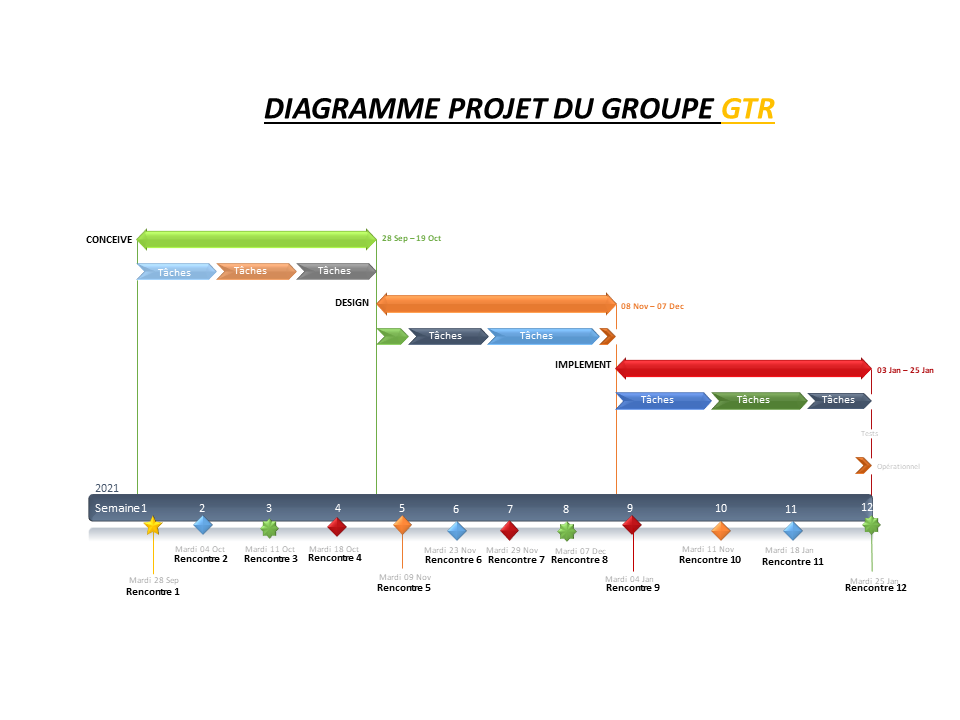 DIAGRAMME PROJET DU GROUPE GTR
CONCEIVE
28 Sep – 19 Oct
Tâches
Tâches
Tâches
DESIGN
08 Nov – 07 Dec
Tâches
Tâches
IMPLEMENT
03 Jan – 25 Jan
Tâches
Tâches
Tâches
Tests
Opérationnel
2021
Semaine 1 2 3 4 5 6 7 8 9 10 11 12
Mardi 28 Sep
Rencontre 1
Mardi 04 Oct
Rencontre 2
Mardi 11 Oct
Rencontre 3
Mardi 18 Oct
Rencontre 4
Mardi 09 Nov
Rencontre 5
Mardi 23 Nov
Rencontre 6
Mardi 29 Nov
Rencontre 7
Mardi 07 Dec
Rencontre 8
Mardi 04 Jan
Rencontre 9
Mardi 11 Nov
Rencontre 10
Mardi 18 Jan
Rencontre 11
Mardi 25 Jan
Rencontre 12